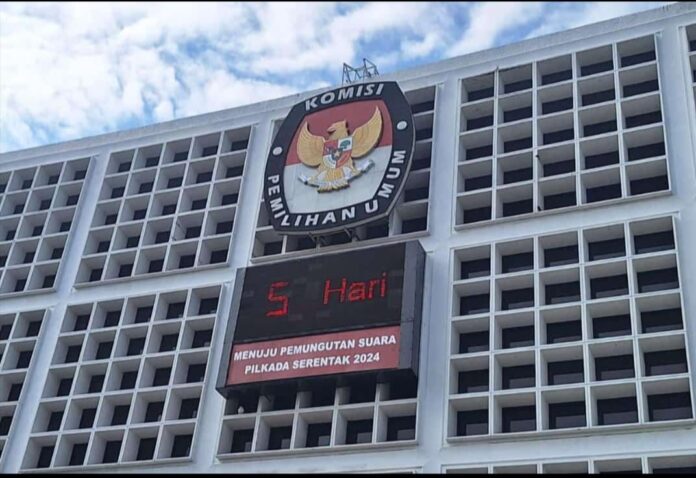 KOMISI
PEMILIHAN UMUM
5 Hari
MENUJU PEMUNGUTAN SUARA
PILKADA SERENTAK 2024